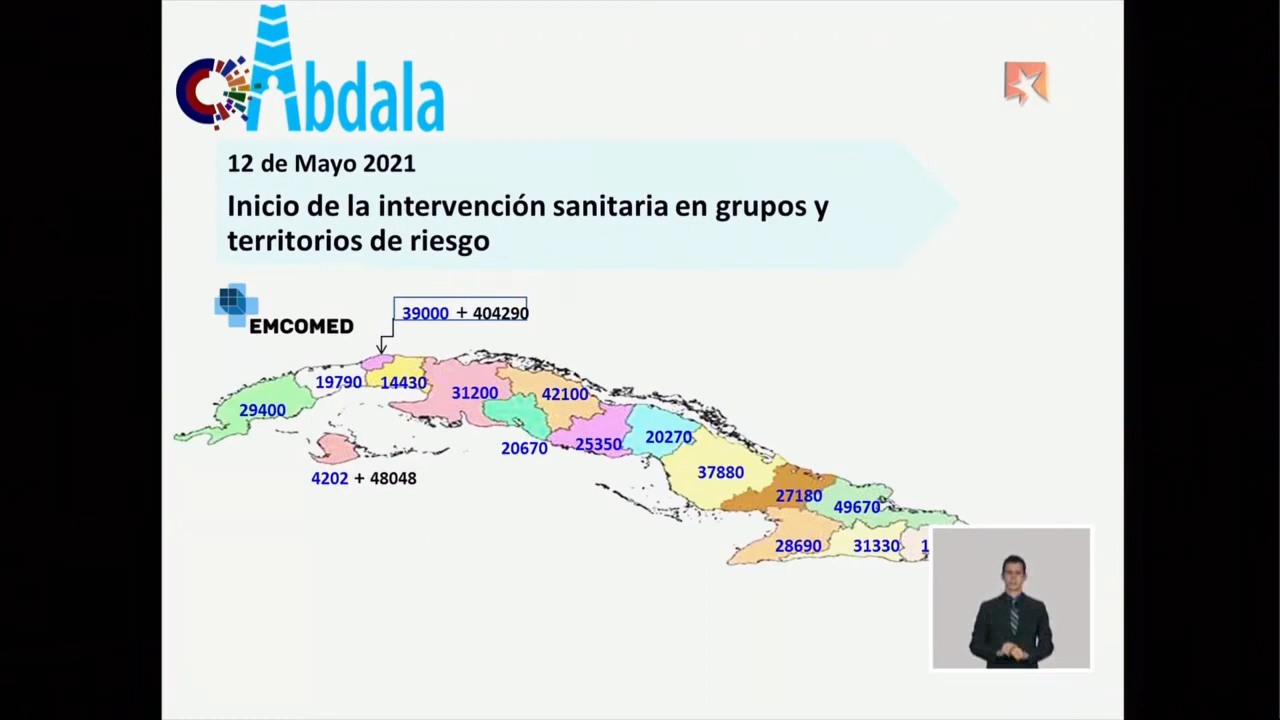 Abdala
12 de Mayo 2021
Inicio de la intervención sanitaria en grupos y
territorios de riesgo
EMCOMED
39000 + 404290
19790
14430
29400
31200
42100
20670
25350
20270
4202 + 48048
37880
27180
49670
28690
31330
1